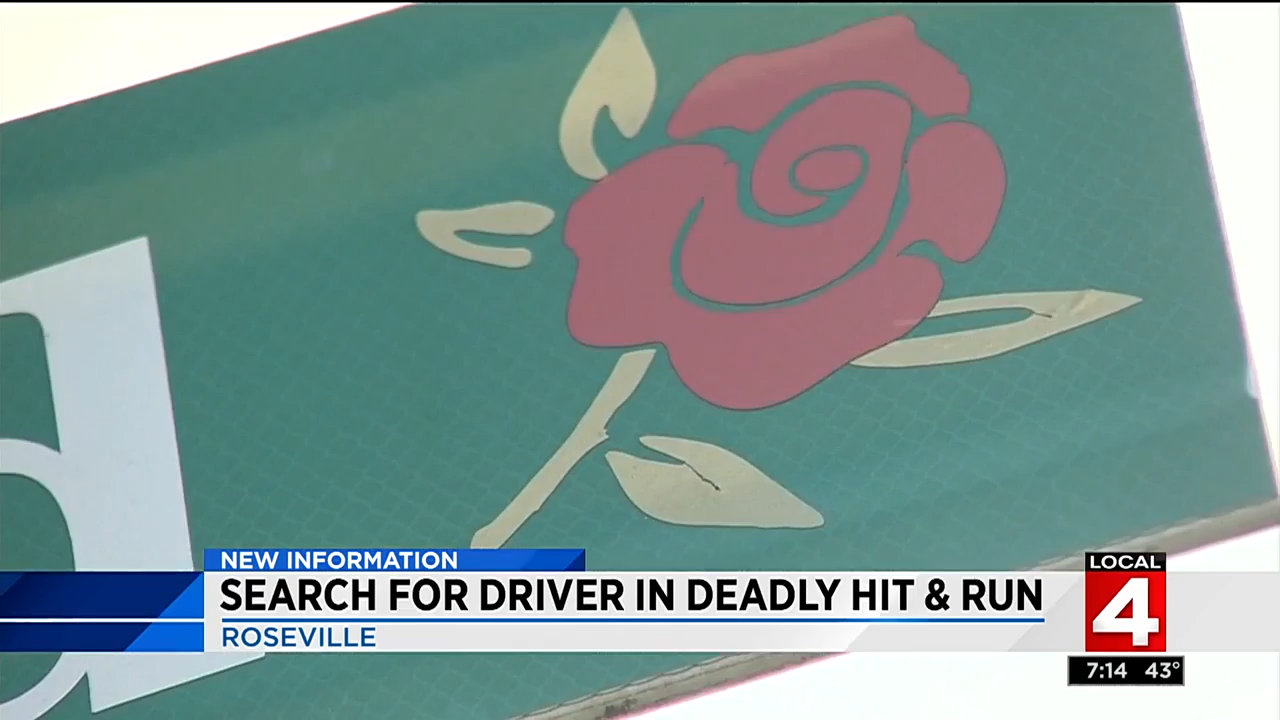 d
NEW INFORMATION
SEARCH FOR DRIVER IN DEADLY HIT & RUN
ROSEVILLE
LOCAL
4
7:14 43°